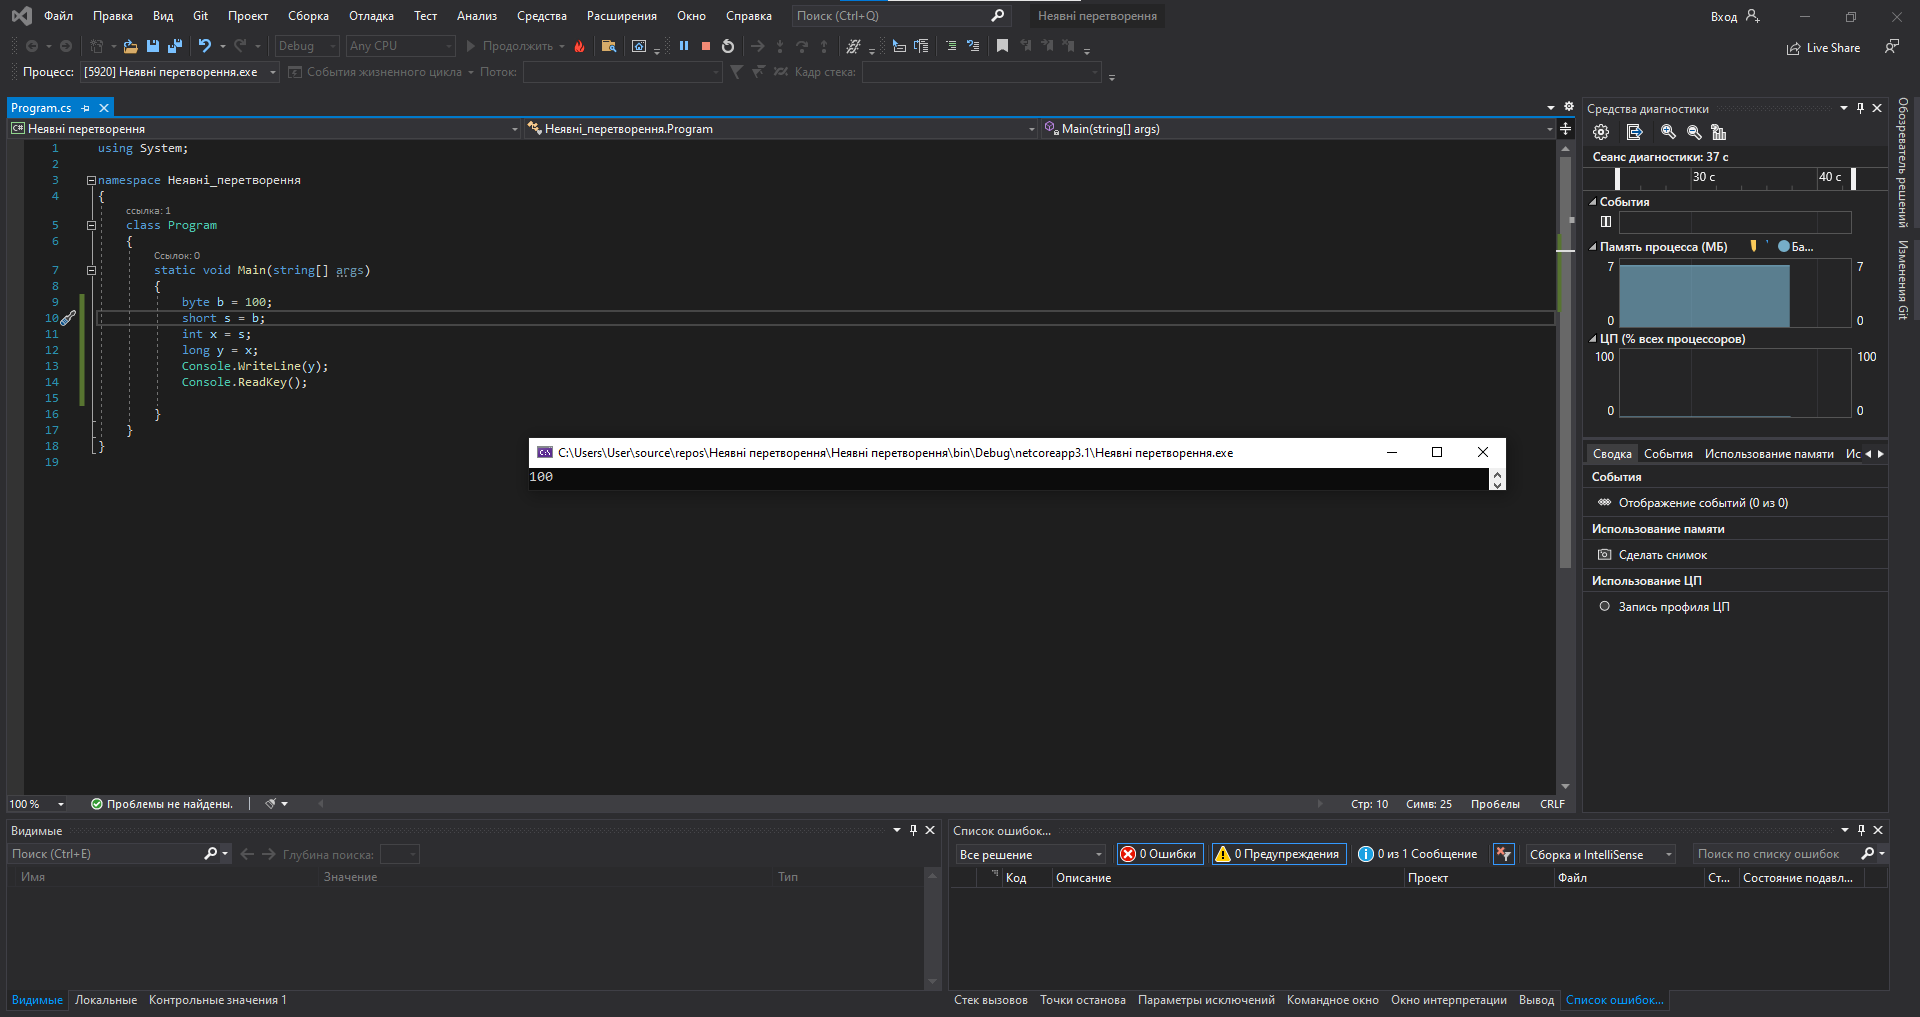 Файл Правка Вид Git Проект Сборка Отладка Тест Анализ Средства Расширения Окно Справка Поиск (Ctrl+Q) Неявні перетворення Вход
Debug Any CPU Продолжить Live Share
Процесс: [5920] Неявні перетворення.exe События жизненного цикла Поток: Кадр стека:
Program.cs
C# Неявні перетворення Неявні_перетворення.Program Main(string[] args)
1 using System;
2
3 namespace Неявні_перетворення
4 {
ссылка: 1
5 class Program
6 {
Ссылок: 0
7 static void Main(string[] args)
8 {
9 byte b = 100;
10 short s = b;
11 int x = s;
12 long y = x;
13 Console.WriteLine(y);
14 Console.ReadKey();
15
16 }
17 }
18 }
19
C:\Users\User\source\repos\Неявні перетворення\Неявні перетворення\bin\Debug\netcoreapp3.1\Неявні перетворення.exe
100
100 % Проблемы не найдены. Стр: 10 Симв: 25 Пробелы CRLF
Средства диагностики
Сеанс диагностики: 37 с
30 с 40 с
События
Память процесса (МБ) Ба...
7 7
0 0
ЦП (% всех процессоров)
100 100
0 0
Сводка События Использование памяти Ис
События
Отображение событий (0 из 0)
Использование памяти
Сделать снимок
Использование ЦП
Запись профиля ЦП
Обозреватель решений
Изменения Git
Видимые
Поиск (Ctrl+E) Глубина поиска:
Имя Значение Тип
Видимые Локальные Контрольные значения 1
Список ошибок...
Все решение 0 Ошибки 0 Предупреждения 0 из 1 Сообщение Сборка и IntelliSense Поиск по списку ошибок
Код Описание Проект Файл Ст... Состояние подавл...
Стек вызовов Точки останова Параметры исключений Командное окно Окно интерпретации Вывод Список ошибок...